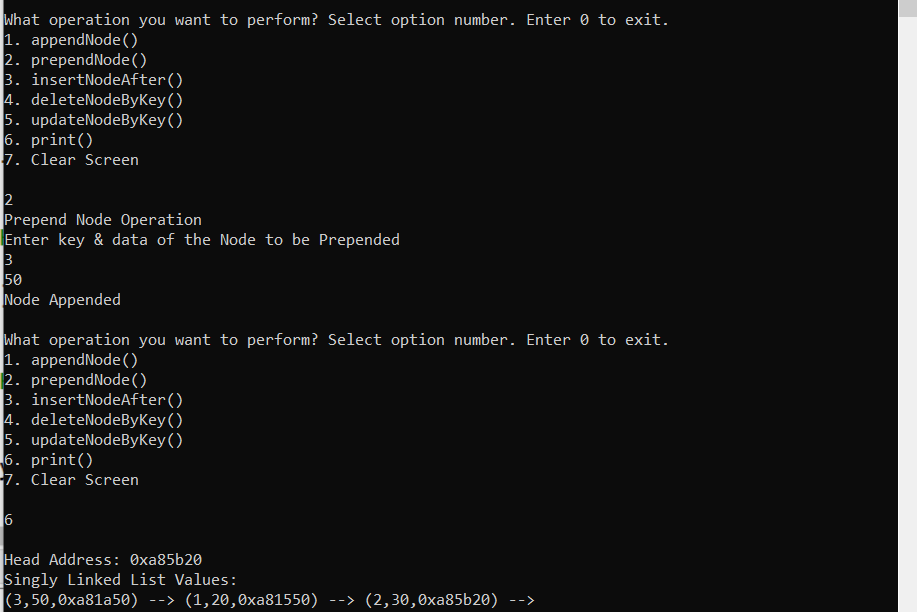 What operation you want to perform? Select option number. Enter 0 to exit.
1. appendNode()
2. prependNode()
3. insertNodeAfter()
4. deleteNodeByKey()
5. updateNodeByKey()
6. print()
7. Clear Screen
2
Prepend Node Operation
Enter key & data of the Node to be Prepended
3
50
Node Appended
What operation you want to perform? Select option number. Enter 0 to exit.
1. appendNode()
2. prependNode()
3. insertNodeAfter()
4. deleteNodeByKey()
5. updateNodeByKey()
6. print()
7. Clear Screen
6
Head Address: 0xa85b20
Singly Linked List Values:
(3,50,0xa81a50) --> (1,20,0xa81550) --> (2,30,0xa85b20) -->